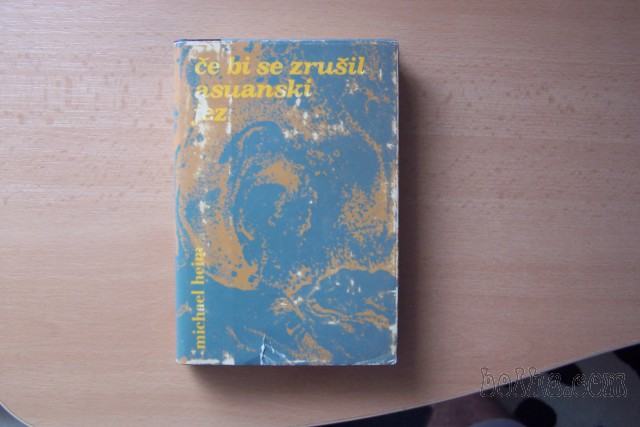 če bi se zrušil
asuanski
jez
michael heim
bolha.com